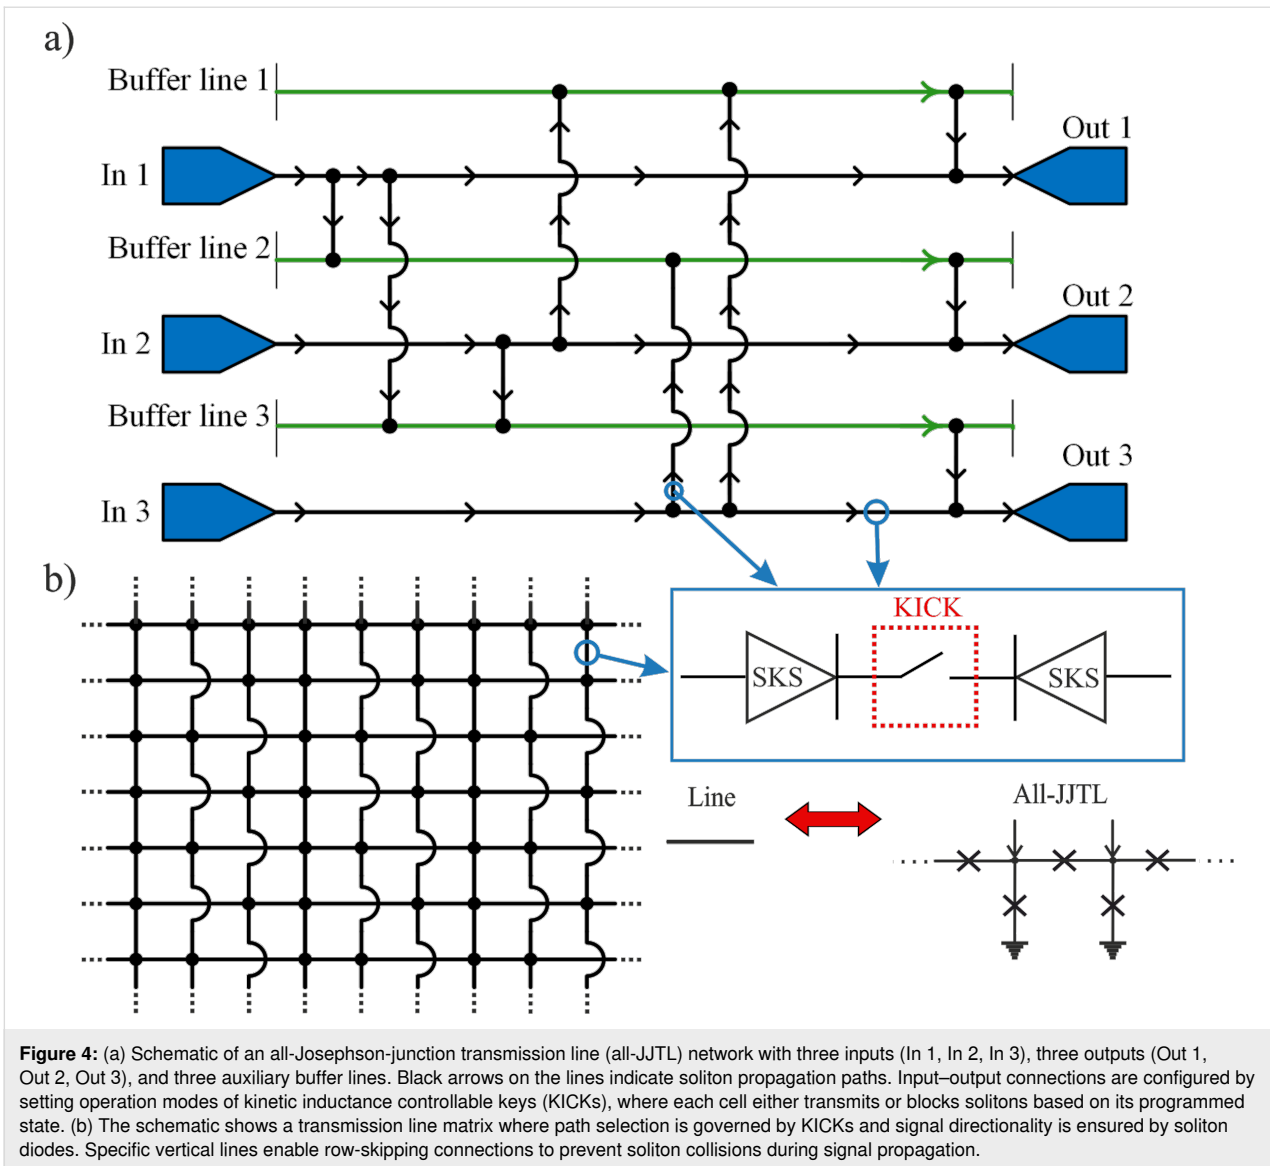 a)
Buffer line 1
Out 1
In 1
Buffer line 2
Out 2
In 2
Buffer line 3
Out 3
In 3
b)
KICK
SKS
SKS
Line
All-JJTL
Figure 4: (a) Schematic of an all-Josephson-junction transmission line (all-JJTL) network with three inputs (In 1, In 2, In 3), three outputs (Out 1,
Out 2, Out 3), and three auxiliary buffer lines. Black arrows on the lines indicate soliton propagation paths. Input–output connections are configured by
setting operation modes of kinetic inductance controllable keys (KICKs), where each cell either transmits or blocks solitons based on its programmed
state. (b) The schematic shows a transmission line matrix where path selection is governed by KICKs and signal directionality is ensured by soliton
diodes. Specific vertical lines enable row-skipping connections to prevent soliton collisions during signal propagation.